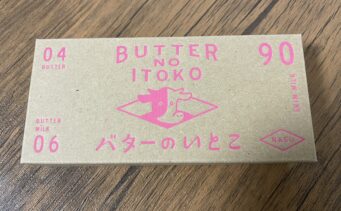 04
BUTTER
BUTTER
NO
ITOKO
90
SKIM MILK
BUTTER
MILK
06
バターのいとこ
NASU